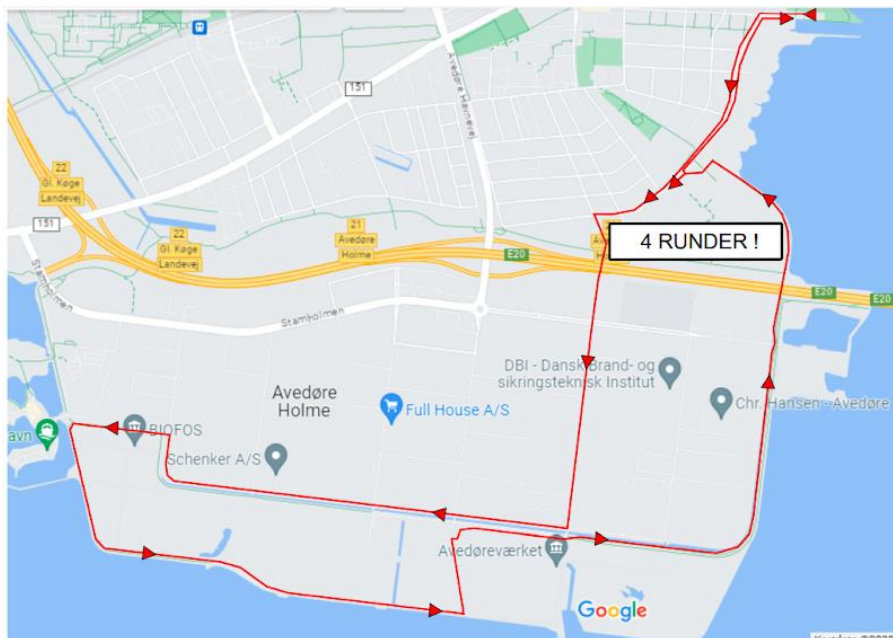 151
Avedøre Havnevej
22
Gl. Køge
Landevej
151
22
Gl. Køge
Landevej
21
Avedøre
Holme
E20
4 RUNDER !
E20
E20
Stamholmen
Stamholmen
DBI - Dansk Brand- og
sikringsteknisk Institut
Avedøre
Holme
Full House A/S
Chr. Hansen - Avedøre
BIOFOS
Schenker A/S
Avedøreværket
Google